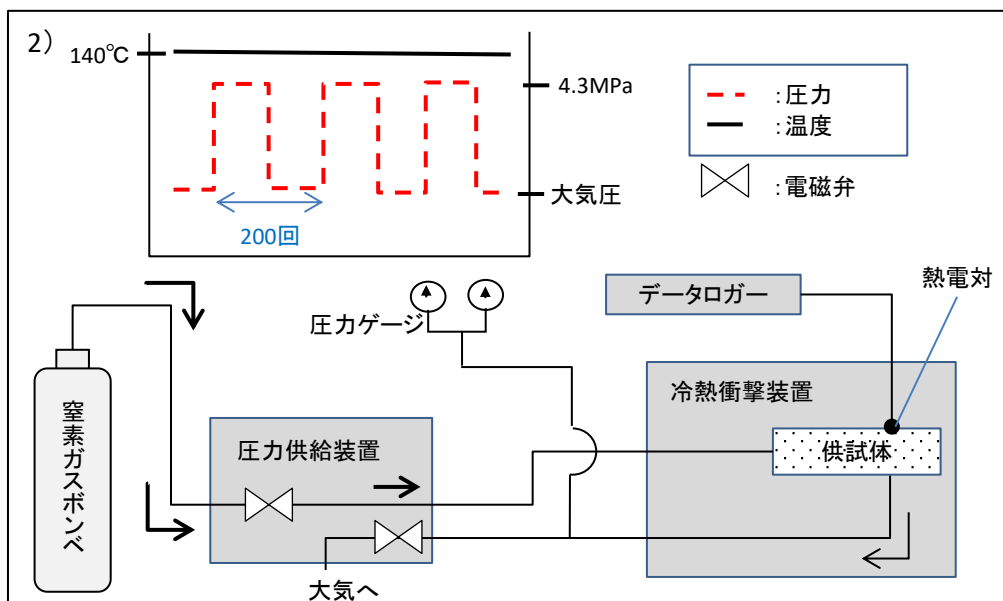 2)
140℃
4.3MPa
大気圧
200回
:圧力
:温度
:電磁弁
圧力ゲージ
データロガー
熱電対
冷熱衝撃装置
供試体
窒素ガスボンベ
圧力供給装置
大気へ